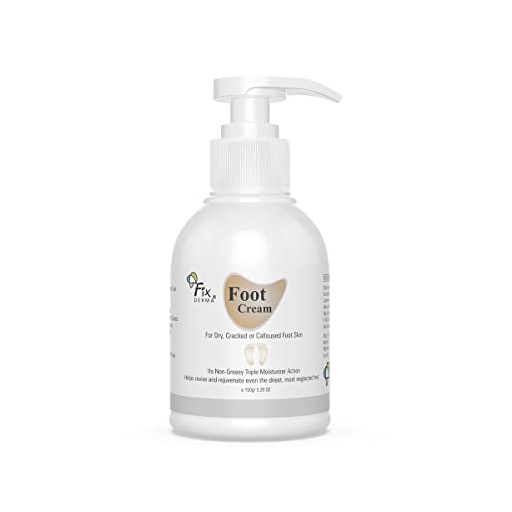 Fix
DERMA®
Foot
Cream
For Dry, Cracked or Calloused Foot Skin
Its Non-Greasy Triple Moisturizer Action
Helps revive and rejuvenate even the driest, most neglected feet
e 150g/ 5.29 OZ